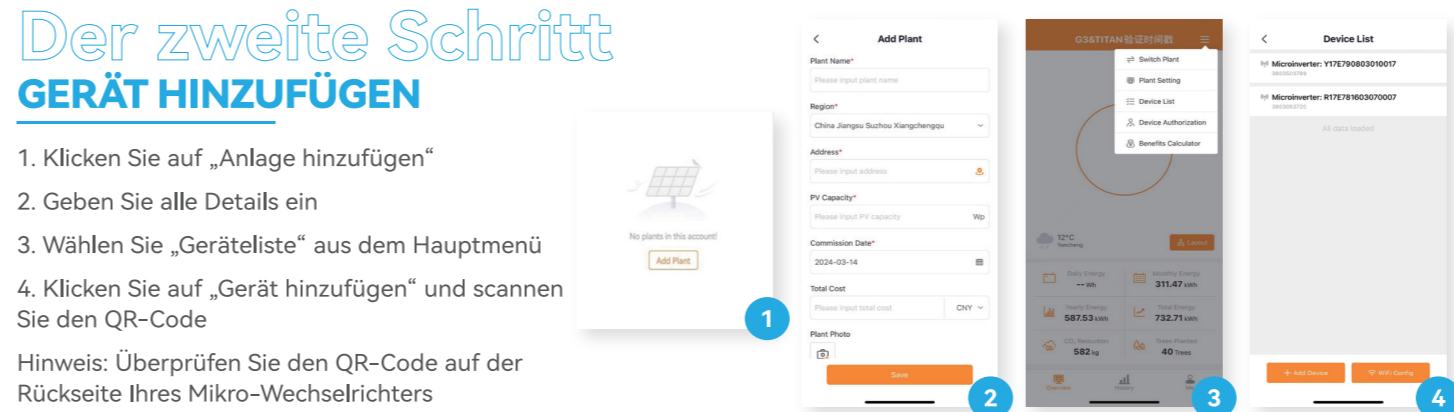 Der zweite Schritt
GERÄT HINZUFÜGEN
1. Klicken Sie auf „Anlage hinzufügen“
2. Geben Sie alle Details ein
3. Wählen Sie „Geräteliste“ aus dem Hauptmenü
4. Klicken Sie auf „Gerät hinzufügen“ und scannen
Sie den QR-Code
Hinweis: Überprüfen Sie den QR-Code auf der
Rückseite Ihres Mikro-Wechselrichters
No plants in this account!
Add Plant
1
Add Plant
Plant Name*
Please input plant name
Region*
China Jiangsu Suzhou Xiangchengqu
Address*
Please input address
PV Capacity*
Please input PV capacity Wp
Commission Date*
2024-03-14
Total Cost
Please input total cost CNY
Plant Photo
Save
2
G3&TITAN验证时间戳
Switch Plant
Plant Setting
Device List
Device Authorization
Benefits Calculator
12°C
Yancheng
Layout
Daily Energy
-- Wh
Monthly Energy
311.47 kWh
Yearly Energy
587.53 kWh
Total Energy
732.71 kWh
CO₂ Reduction
582 kg
Trees Planted
40 Trees
Overview
History
3
Device List
Microinverter: Y17E790803010017
Microinverter: R17E781603070007
All data loaded
+ Add Device
WiFi Config
4